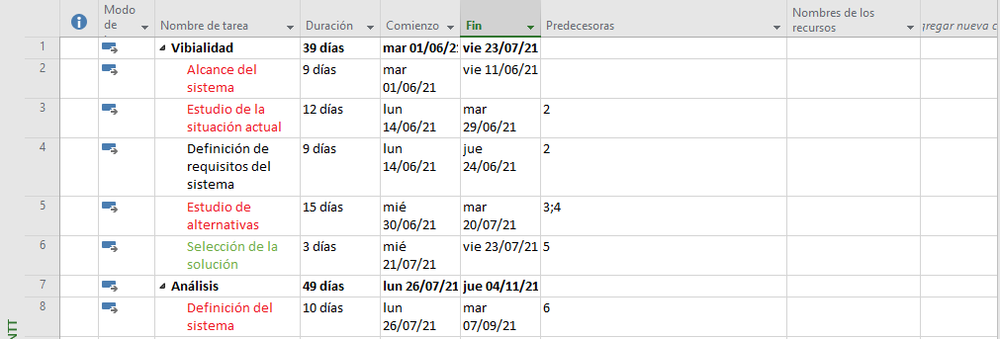 Modo de
Nombre de tarea Duración Comienzo Fin Predecesoras Nombres de los recursos gregar nueva c
1 Vibialidad 39 días mar 01/06/21 vie 23/07/21
2 Alcance del sistema 9 días mar 01/06/21 vie 11/06/21
3 Estudio de la situación actual 12 días lun 14/06/21 mar 29/06/21 2
4 Definición de requisitos del sistema 9 días lun 14/06/21 jue 24/06/21 2
5 Estudio de alternativas 15 días mié 30/06/21 mar 20/07/21 3;4
6 Selección de la solución 3 días mié 21/07/21 vie 23/07/21 5
7 Análisis 49 días lun 26/07/21 jue 04/11/21
8 Definición del sistema 10 días lun 26/07/21 mar 07/09/21 6
NTT